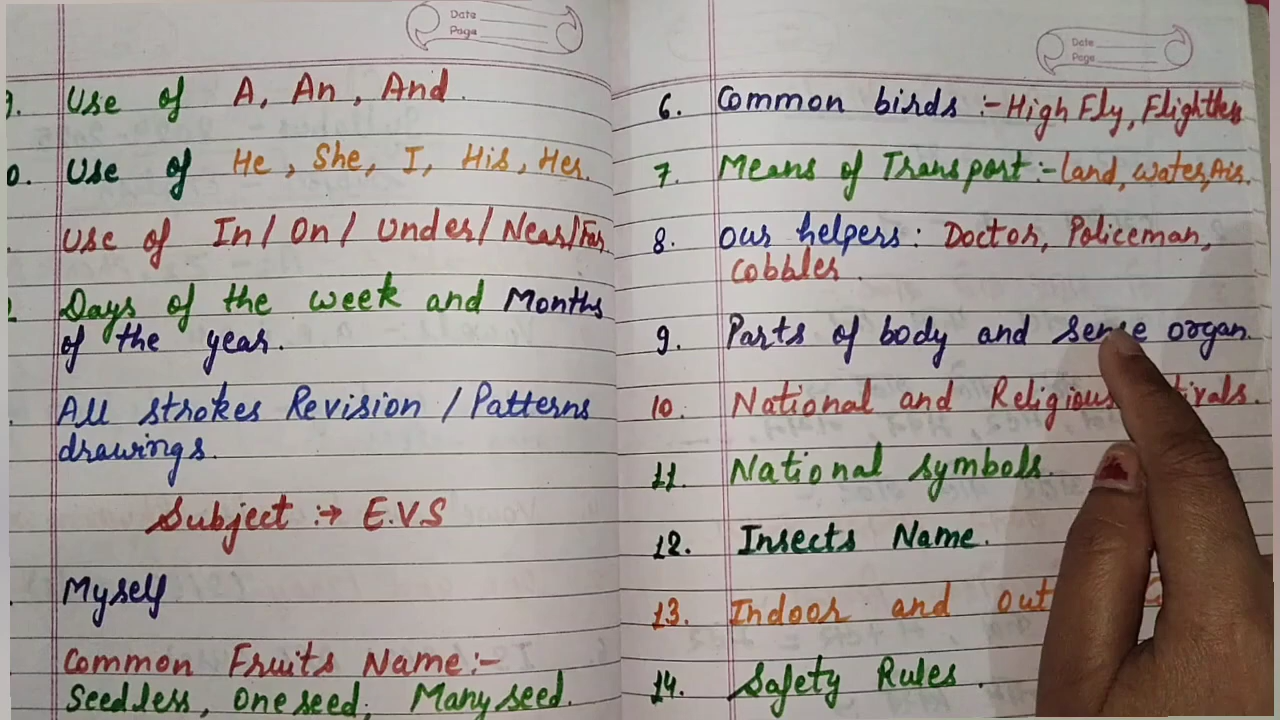 Date
Page
9. Use of A, An, And.
0. Use of He, She, I, His, Her.
Use of In/ On/ Under/ Near/Far
Days of the week and Months
of the year.
All strokes Revision / Patterns
drawings.
Subject :→ E.V.S
Myself
Common Fruits Name:-
Seedless, One seed, Many seed.
Date
Page
6. Common birds :- High Fly, Flightless
7. Means of Transport:- land, water, Air.
8. Our helpers: Doctor, Policeman,
Cobbler.
9. Parts of body and sense organ.
10. National and Religious
11. National symbols.
12. Insects Name.
13. Indoor and out
14. Safety Rules.